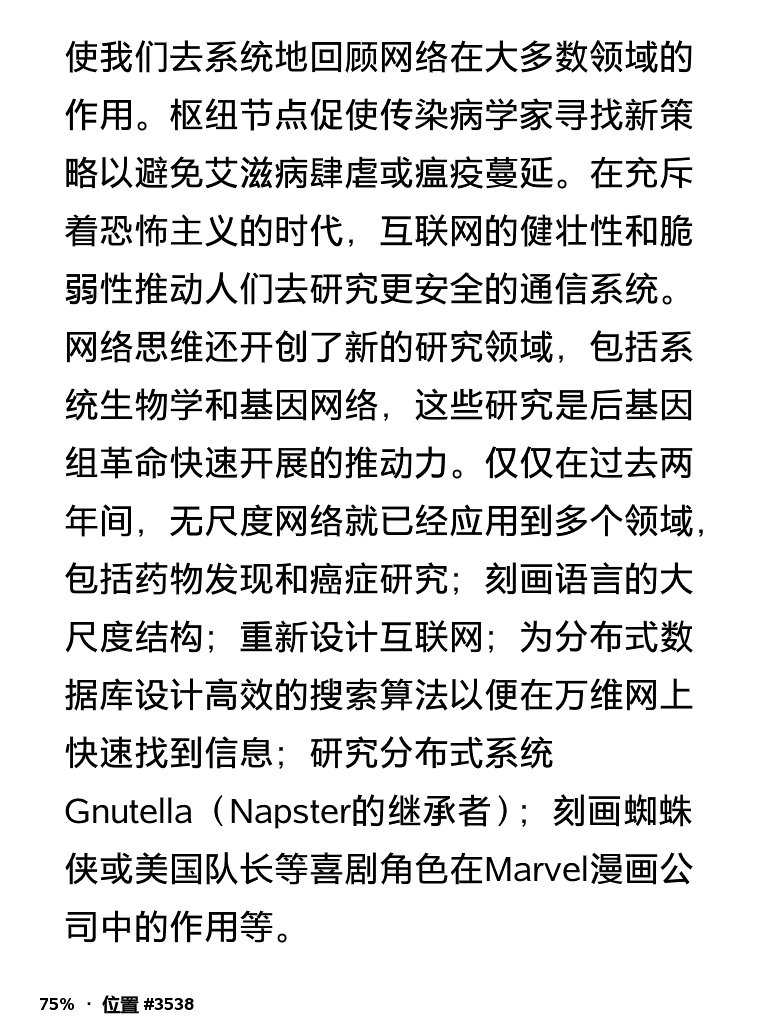 使我们去系统地回顾网络在大多数领域的
作用。枢纽节点促使传染病学家寻找新策
略以避免艾滋病肆虐或瘟疫蔓延。在充斥
着恐怖主义的时代，互联网的健壮性和脆
弱性推动人们去研究更安全的通信系统。
网络思维还开创了新的研究领域，包括系
统生物学和基因网络，这些研究是后基因
组革命快速开展的推动力。仅仅在过去两
年间，无尺度网络就已经应用到多个领域，
包括药物发现和癌症研究；刻画语言的大
尺度结构；重新设计互联网；为分布式数
据库设计高效的搜索算法以便在万维网上
快速找到信息；研究分布式系统
Gnutella（Napster的继承者）；刻画蜘蛛
侠或美国队长等喜剧角色在Marvel漫画公
司中的作用等。
75% · 位置 #3538